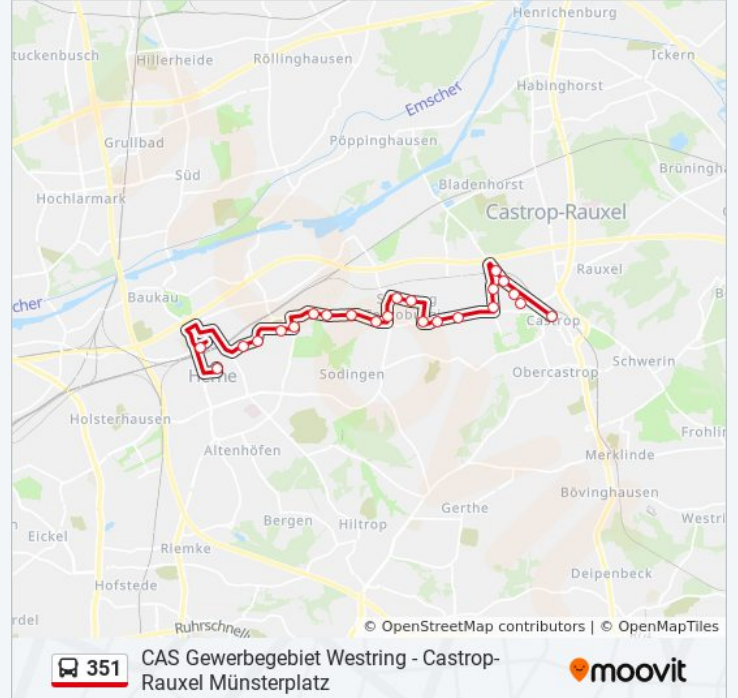 Henrichenburg
tuckenbusch
Hillerheide
Röllinghausen
Ickern
Habinghorst
Emscher
Grullbad
Pöppinghausen
Süd
Bladenhorst
Brüningha
Hochlarmark
Castrop-Rauxel
Rauxel
cher
Baukau
Castrop
Schwerin
Herne
Sodingen
Obercastrop
Holsterhausen
Frohlin
Altenhöfen
Merklinde
Bövinghausen
Gerthe
Westri
Bergen
Hiltrop
Eickel
Riemke
Deipenbeck
Hofstede
rdel
Ruhrschnell
© OpenStreetMap contributors | © OpenMapTiles
351
CAS Gewerbegebiet Westring - Castrop-
Rauxel Münsterplatz
moovit